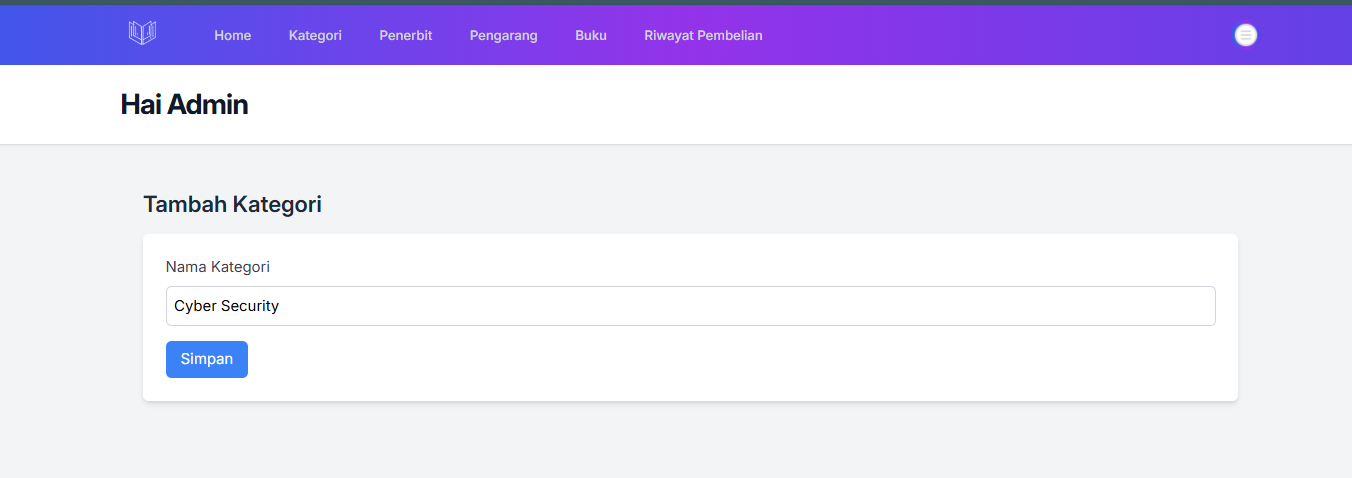 Home Kategori Penerbit Pengarang Buku Riwayat Pembelian
Hai Admin
Tambah Kategori
Nama Kategori
Cyber Security
Simpan